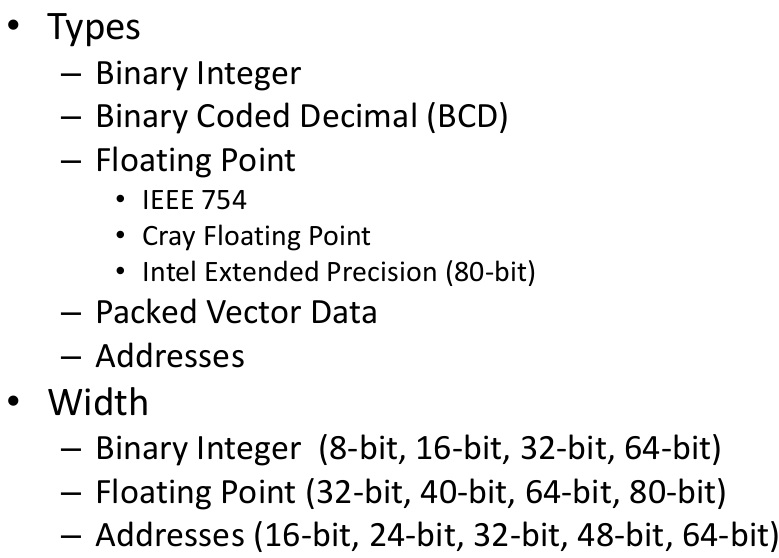 • Types
– Binary Integer
– Binary Coded Decimal (BCD)
– Floating Point
• IEEE 754
• Cray Floating Point
• Intel Extended Precision (80-bit)
– Packed Vector Data
– Addresses
• Width
– Binary Integer (8-bit, 16-bit, 32-bit, 64-bit)
– Floating Point (32-bit, 40-bit, 64-bit, 80-bit)
– Addresses (16-bit, 24-bit, 32-bit, 48-bit, 64-bit)